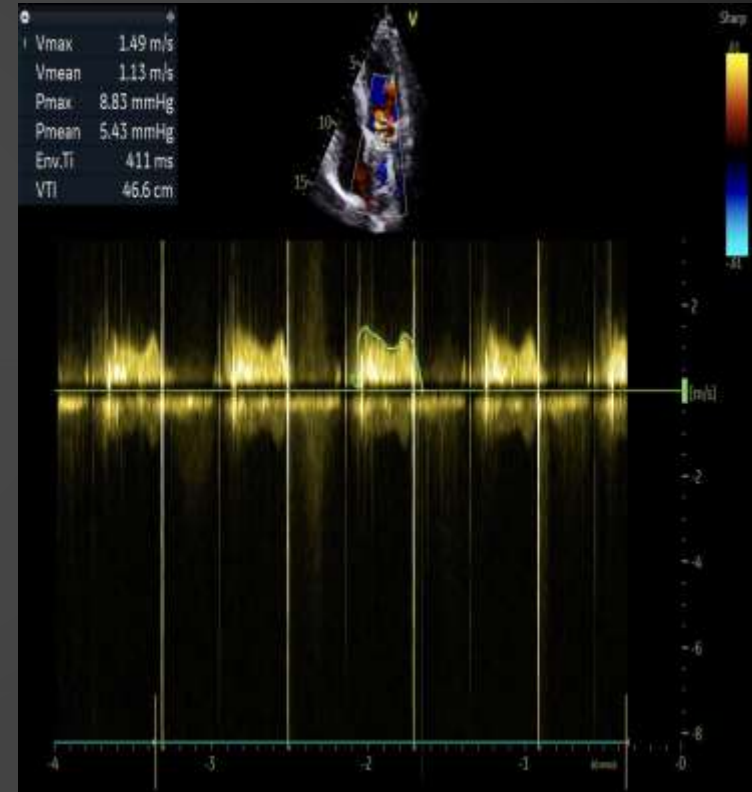 V
Sharp
Vmax 1.49 m/s
Vmean 1.13 m/s
Pmax 8.83 mmHg
Pmean 5.43 mmHg
Env.Ti 411 ms
VTI 46.6 cm
5
10
15
-2
[m/s]
-2
-4
-6
-8
-4 -3 -2 -1 -0